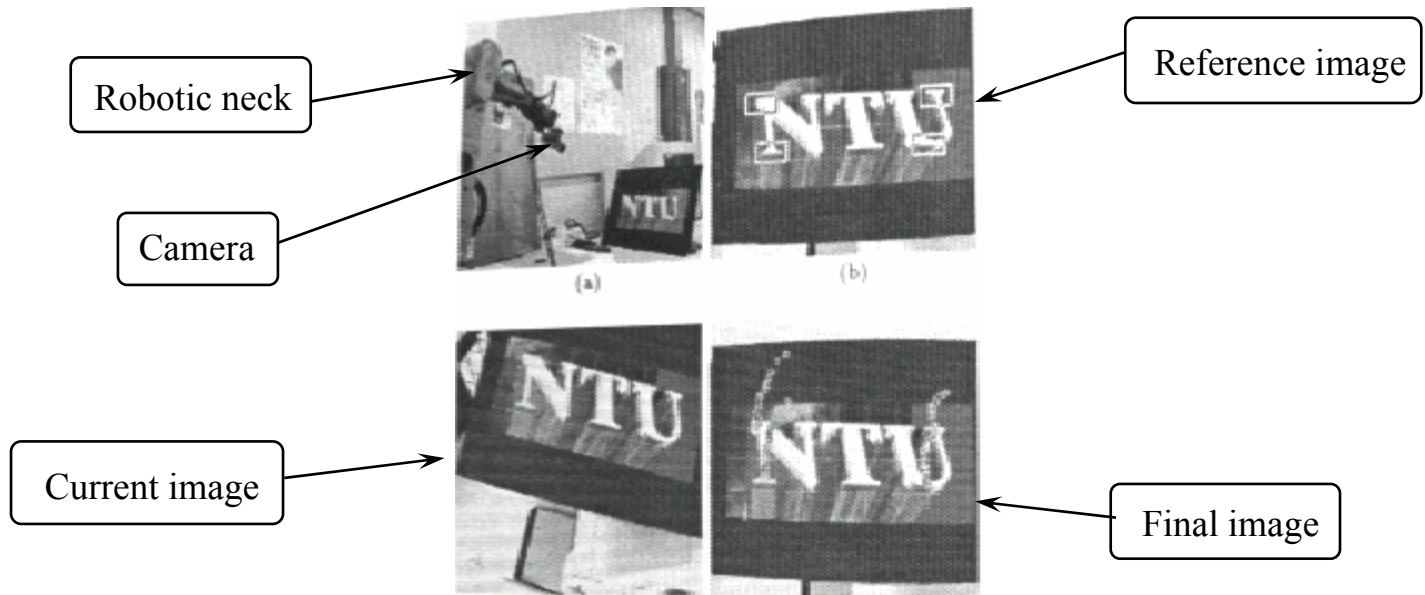 Robotic neck
Camera
NTU
(a)
NTU
(b)
Reference image
Current image
NTU
NTU
Final image